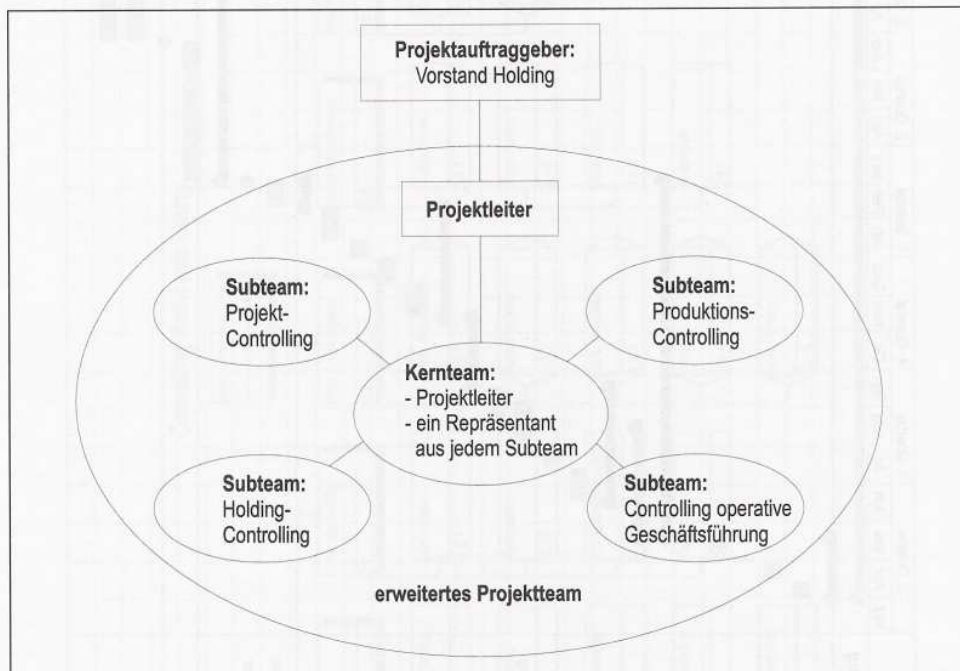 Projektauftraggeber:
Vorstand Holding
Projektleiter
Subteam:
Projekt-
Controlling
Subteam:
Produktions-
Controlling
Kernteam:
- Projektleiter
- ein Repräsentant
aus jedem Subteam
Subteam:
Holding-
Controlling
Subteam:
Controlling operative
Geschäftsführung
erweitertes Projektteam